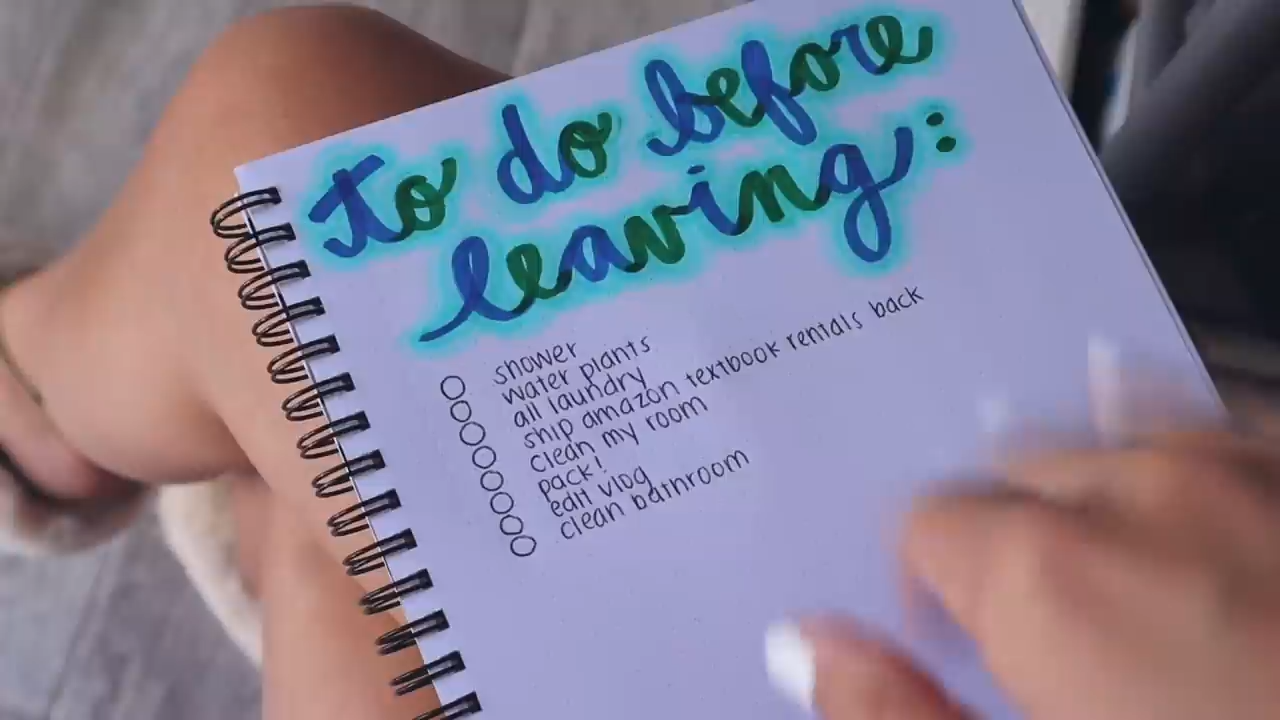 to do before
leaving:
shower
water plants
all laundry
ship amazon textbook rentals back
clean my room
pack!
edit vlog
clean bathroom